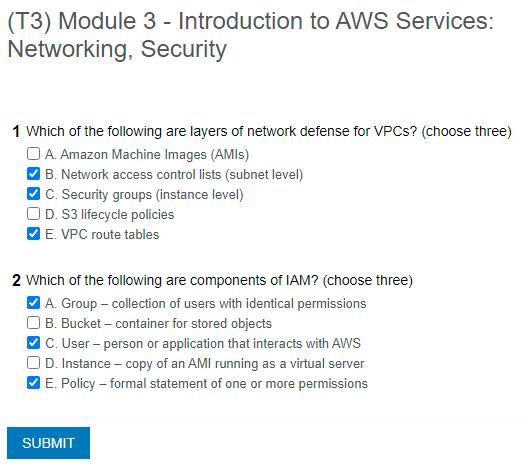 (T3) Module 3 - Introduction to AWS Services:
Networking, Security
1 Which of the following are layers of network defense for VPCs? (choose three)
A. Amazon Machine Images (AMIs)
B. Network access control lists (subnet level)
C. Security groups (instance level)
D. S3 lifecycle policies
E. VPC route tables
2 Which of the following are components of IAM? (choose three)
A. Group – collection of users with identical permissions
B. Bucket – container for stored objects
C. User – person or application that interacts with AWS
D. Instance – copy of an AMI running as a virtual server
E. Policy – formal statement of one or more permissions
SUBMIT